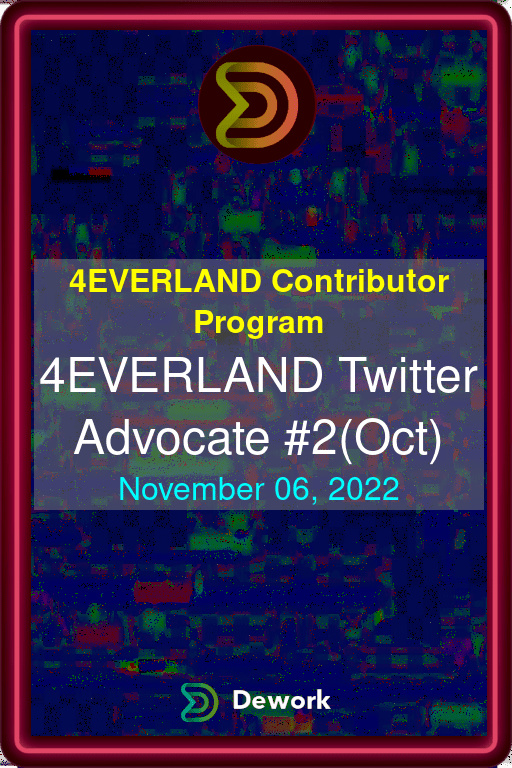 4EVERLAND Contributor
Program
4EVERLAND Twitter
Advocate #2(Oct)
November 06, 2022
Dework